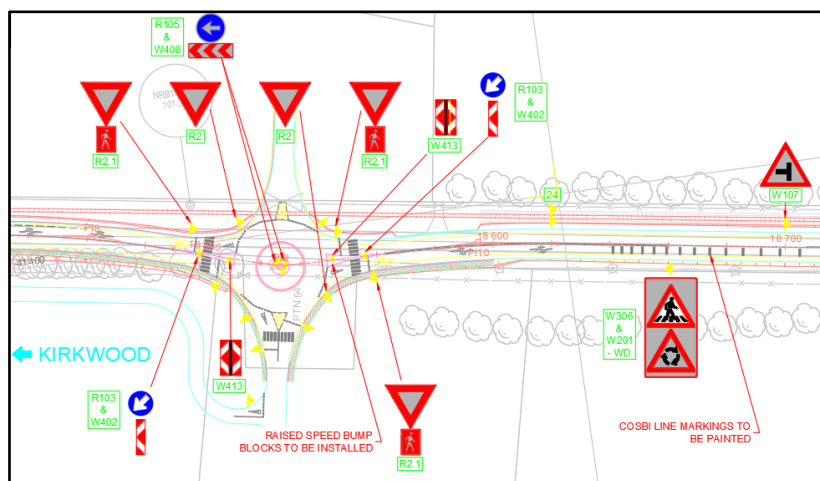 R105
&
W408
R2.1
R2
R2
R2.1
W413
R103
& W402
24
W107
18 600
18 700
PI10
W306
&
W201
- WD
KIRKWOOD
R103
&
W402
W413
RAISED SPEED BUMP
BLOCKS TO BE INSTALLED
R2.1
COSBI LINE MARKINGS TO
BE PAINTED